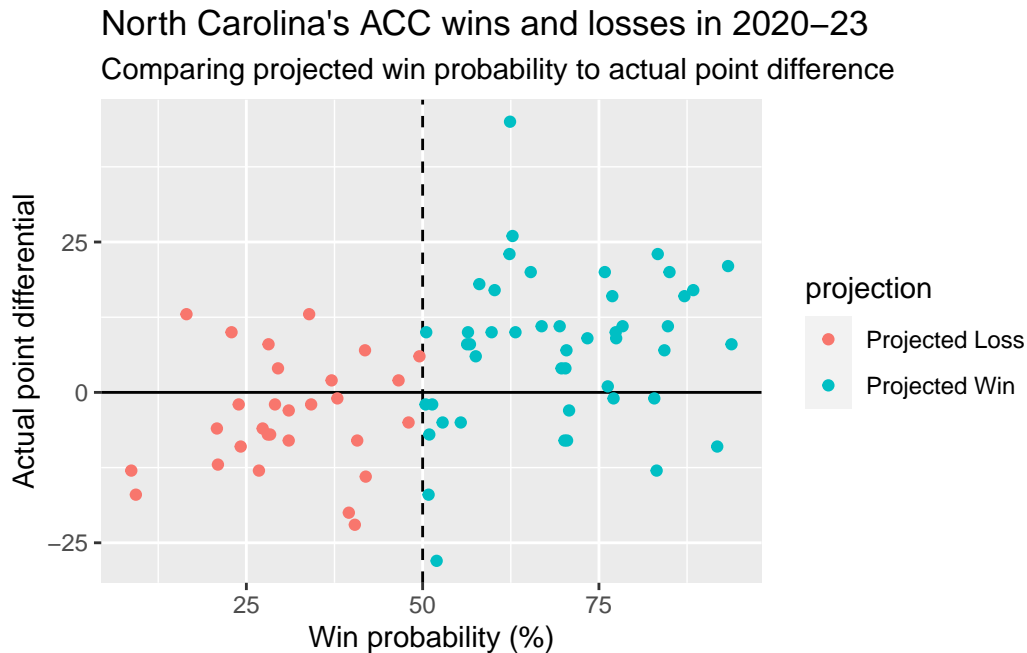 North Carolina's ACC wins and losses in 2020–23
Comparing projected win probability to actual point difference
Actual point differential
25
0
−25
25
50
75
Win probability (%)
projection
Projected Loss
Projected Win